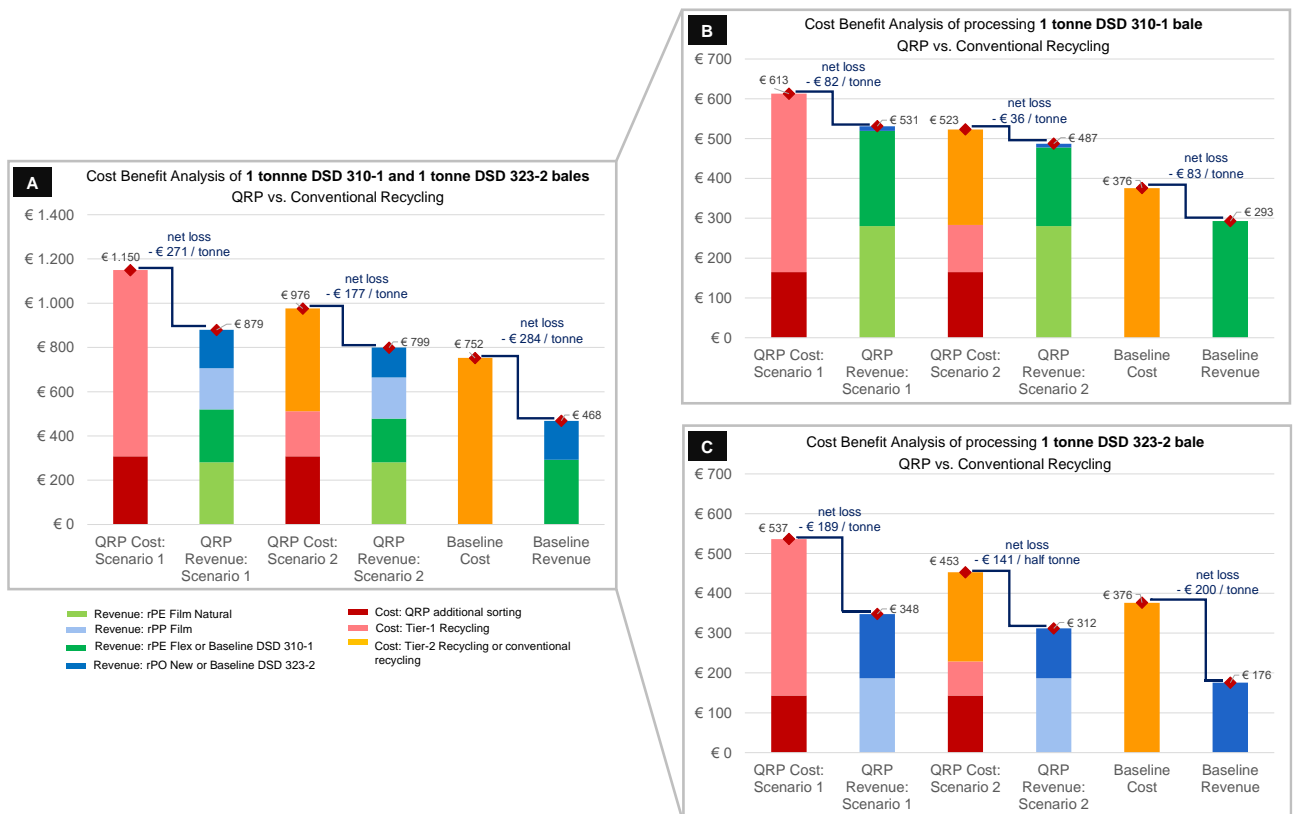 A
Cost Benefit Analysis of 1 tonnne DSD 310-1 and 1 tonne DSD 323-2 bales
QRP vs. Conventional Recycling
€ 1.400
€ 1.200
€ 1.000
€ 800
€ 600
€ 400
€ 200
€ 0
€ 1.150
net loss
- € 271 / tonne
€ 879
€ 976
net loss
- € 177 / tonne
€ 799
€ 752
net loss
- € 284 / tonne
€ 468
QRP Cost:
Scenario 1
QRP
Revenue:
Scenario 1
QRP Cost:
Scenario 2
QRP
Revenue:
Scenario 2
Baseline
Cost
Baseline
Revenue
Revenue: rPE Film Natural
Revenue: rPP Film
Revenue: rPE Flex or Baseline DSD 310-1
Revenue: rPO New or Baseline DSD 323-2
Cost: QRP additional sorting
Cost: Tier-1 Recycling
Cost: Tier-2 Recycling or conventional
recycling
B
Cost Benefit Analysis of processing 1 tonne DSD 310-1 bale
QRP vs. Conventional Recycling
€ 700
€ 600
€ 500
€ 400
€ 300
€ 200
€ 100
€ 0
€ 613
net loss
- € 82 / tonne
€ 531
€ 523
net loss
- € 36 / tonne
€ 487
€ 376
net loss
- € 83 / tonne
€ 293
QRP Cost:
Scenario 1
QRP
Revenue:
Scenario 1
QRP Cost:
Scenario 2
QRP
Revenue:
Scenario 2
Baseline
Cost
Baseline
Revenue
C
Cost Benefit Analysis of processing 1 tonne DSD 323-2 bale
QRP vs. Conventional Recycling
€ 700
€ 600
€ 500
€ 400
€ 300
€ 200
€ 100
€ 0
€ 537
net loss
- € 189 / tonne
€ 348
€ 453
net loss
- € 141 / half tonne
€ 312
€ 376
net loss
- € 200 / tonne
€ 176
QRP Cost:
Scenario 1
QRP
Revenue:
Scenario 1
QRP Cost:
Scenario 2
QRP
Revenue:
Scenario 2
Baseline
Cost
Baseline
Revenue